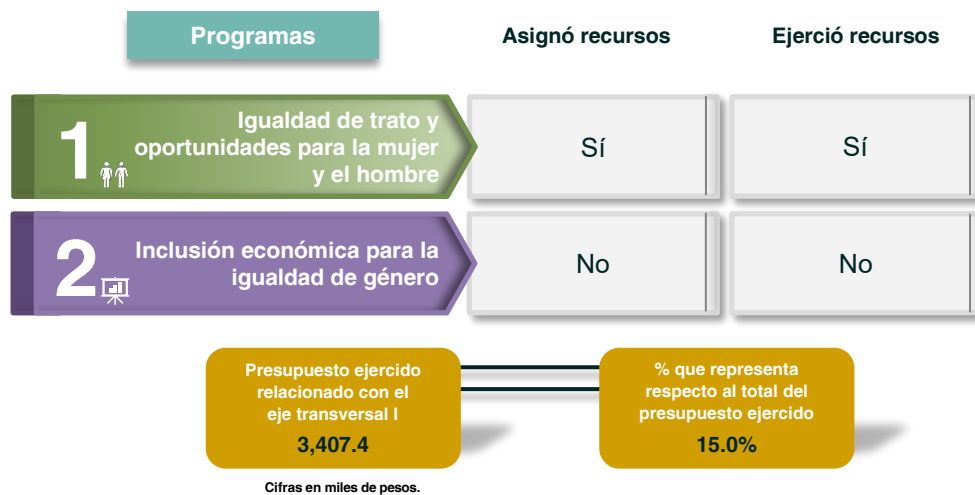 Programas
Asignó recursos
Ejerció recursos
1
Igualdad de trato y
oportunidades para la mujer
y el hombre
Sí
Sí
2
Inclusión económica para la
igualdad de género
No
No
Presupuesto ejercido
relacionado con el
eje transversal I
3,407.4
% que representa
respecto al total del
presupuesto ejercido
15.0%
Cifras en miles de pesos.